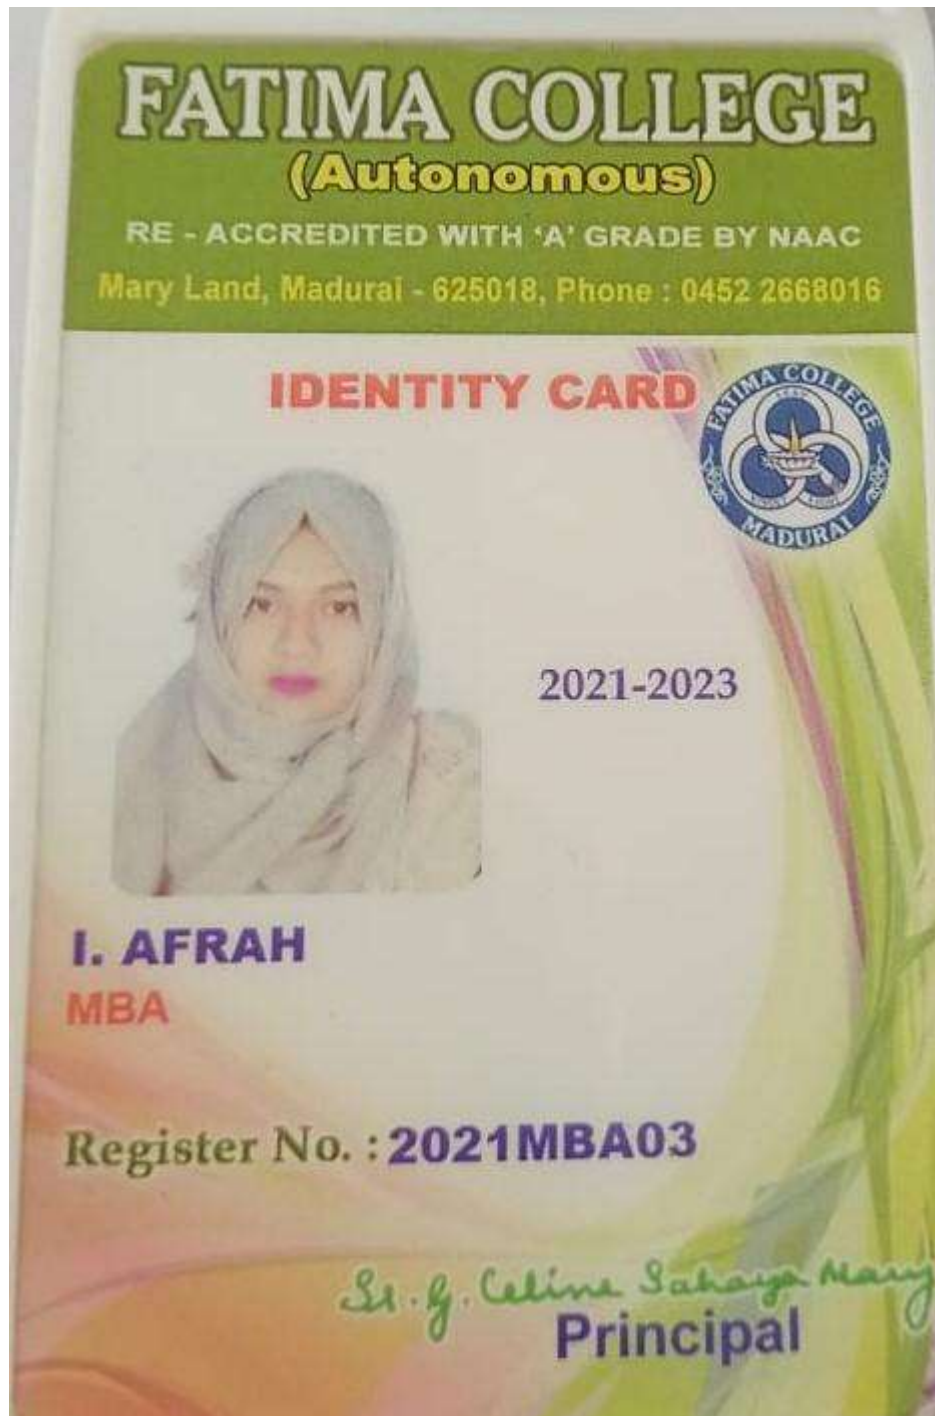 FATIMA COLLEGE
(Autonomous)
RE - ACCREDITED WITH 'A' GRADE BY NAAC
Mary Land, Madurai - 625018, Phone : 0452 2668016
IDENTITY CARD
FATIMA COLLEGE
MADURAI
2021-2023
I. AFRAH
MBA
Register No. : 2021MBA03
Sr. G. Celine Sahaya Mary
Principal